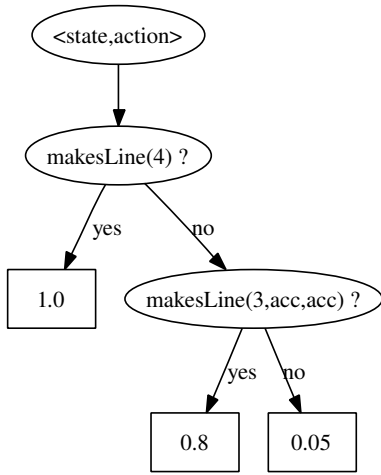 <state,action>
makesLine(4) ?
yes
no
1.0
makesLine(3,acc,acc) ?
yes
no
0.8
0.05